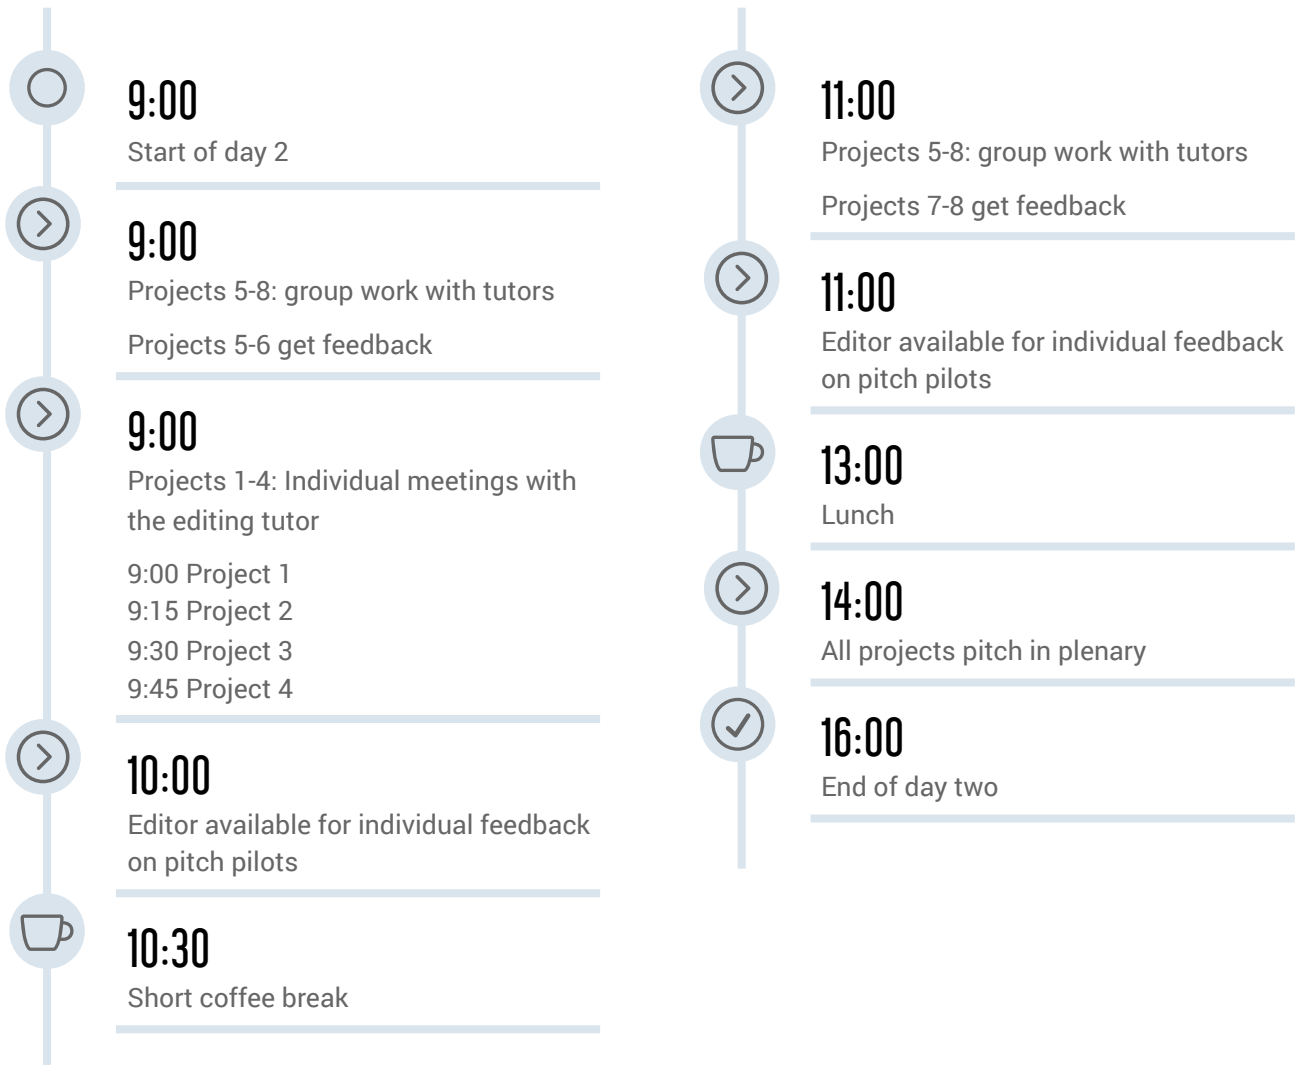 9:00
Start of day 2
9:00
Projects 5-8: group work with tutors
Projects 5-6 get feedback
9:00
Projects 1-4: Individual meetings with
the editing tutor
9:00 Project 1
9:15 Project 2
9:30 Project 3
9:45 Project 4
10:00
Editor available for individual feedback
on pitch pilots
10:30
Short coffee break
11:00
Projects 5-8: group work with tutors
Projects 7-8 get feedback
11:00
Editor available for individual feedback
on pitch pilots
13:00
Lunch
14:00
All projects pitch in plenary
16:00
End of day two